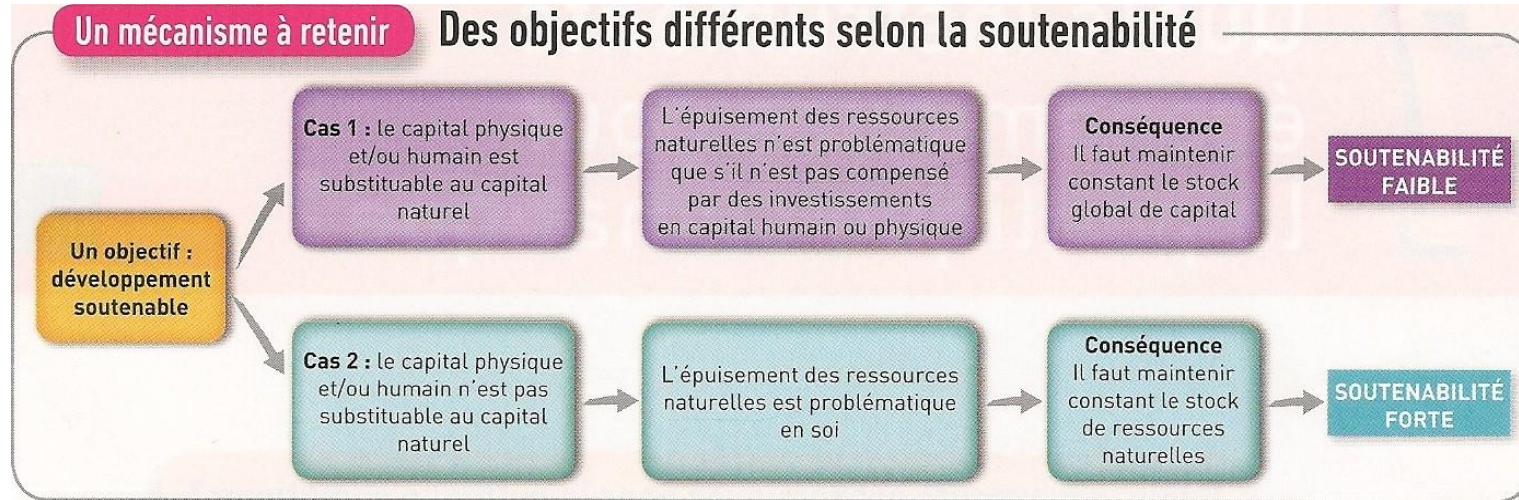 Un mécanisme à retenir
Des objectifs différents selon la soutenabilité
Un objectif :
développement
soutenable
Cas 1 : le capital physique
et/ou humain est
substituable au capital
naturel
L'épuisement des ressources
naturelles n'est problématique
que s'il n'est pas compensé
par des investissements
en capital humain ou physique
Conséquence
Il faut maintenir
constant le stock
global de capital
SOUTENABILITÉ
FAIBLE
Cas 2 : le capital physique
et/ou humain n'est pas
substituable au capital
naturel
L'épuisement des ressources
naturelles est problématique
en soi
Conséquence
Il faut maintenir
constant le stock
de ressources
naturelles
SOUTENABILITÉ
FORTE